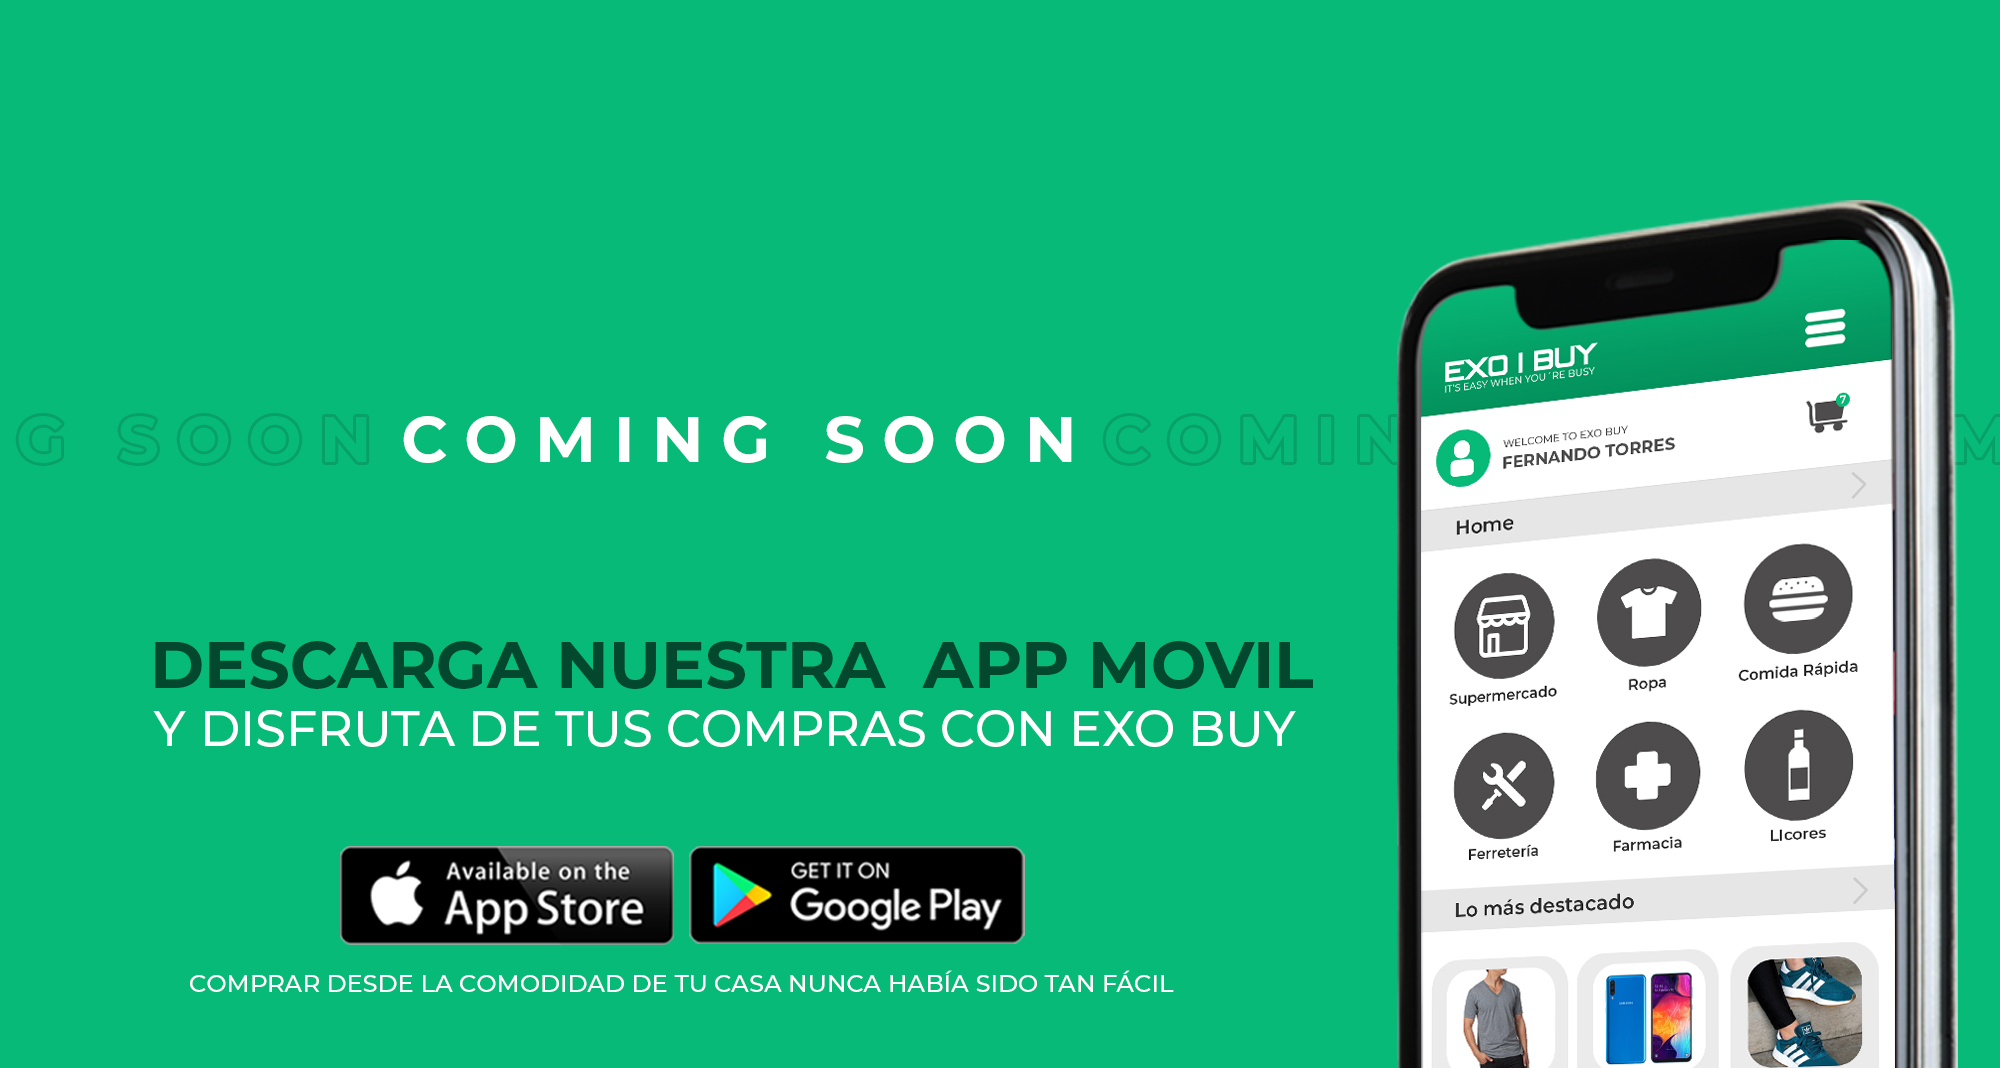 G SOON COMING SOON COMIN M
DESCARGA NUESTRA APP MOVIL
Y DISFRUTA DE TUS COMPRAS CON EXO BUY
Available on the
App Store
GET IT ON
Google Play
COMPRAR DESDE LA COMODIDAD DE TU CASA NUNCA HABÍA SIDO TAN FÁCIL
EXO | BUY
IT'S EASY WHEN YOU´RE BUSY
7
WELCOME TO EXO BUY
FERNANDO TORRES
Home
Supermercado
Ropa
Comida Rápida
Ferretería
Farmacia
LIcores
Lo más destacado